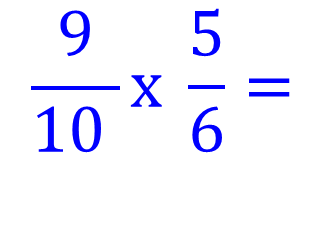 9/10 x 5/6 =